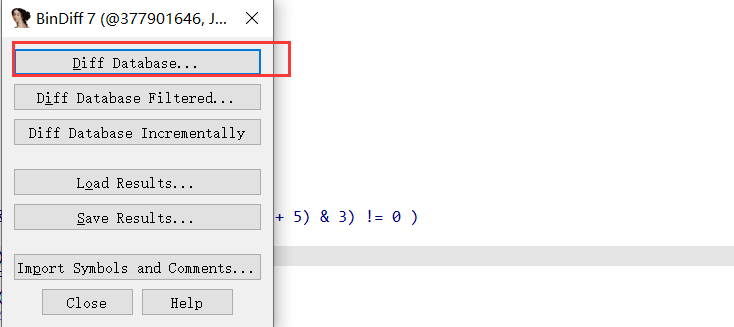 BinDiff 7 (@377901646, J...
Diff Database...
Diff Database Filtered...
Diff Database Incrementally
Load Results...
Save Results...
+ 5) & 3) != 0 )
Import Symbols and Comments...
Close Help